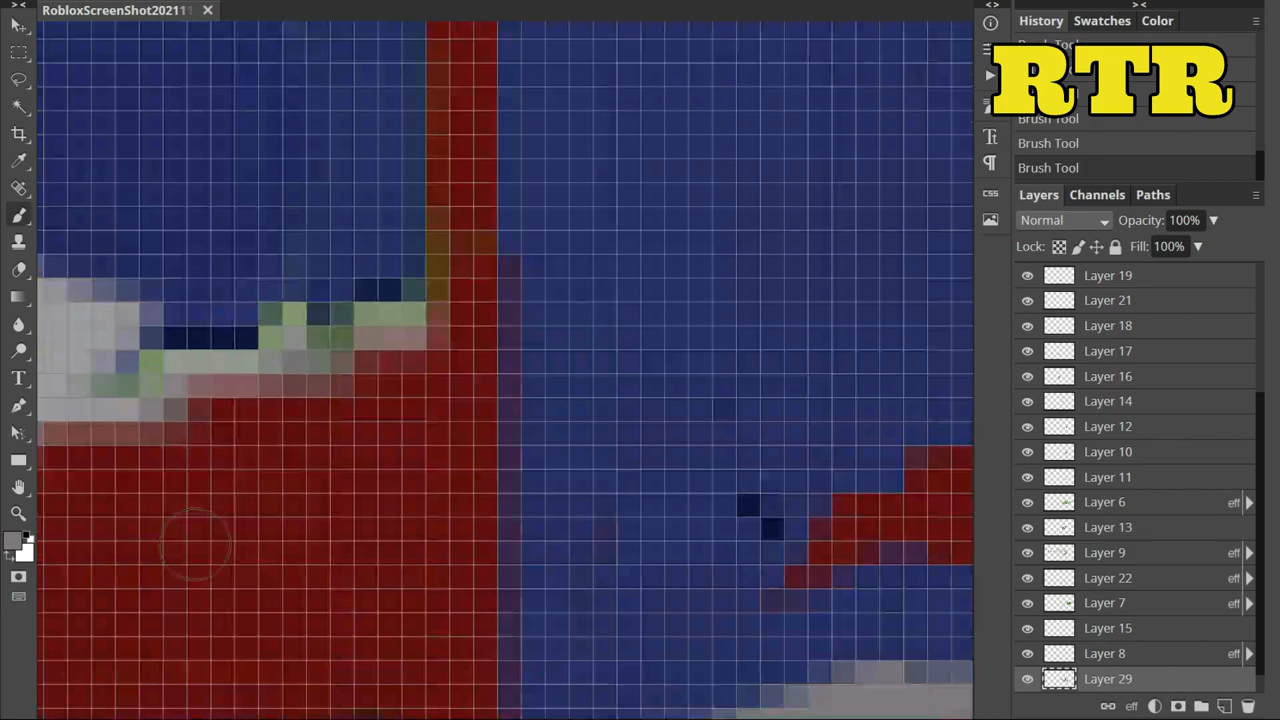 RobloxScreenShot20211
History Swatches Color
RTR
Brush Tool
Brush Tool
Brush Tool
Layers Channels Paths
Normal Opacity: 100%
Lock: Fill: 100%
Layer 19
Layer 21
Layer 18
Layer 17
Layer 16
Layer 14
Layer 12
Layer 10
Layer 11
Layer 6 eff
Layer 13
Layer 9 eff
Layer 22 eff
Layer 7 eff
Layer 15
Layer 8 eff
Layer 29
css
eff